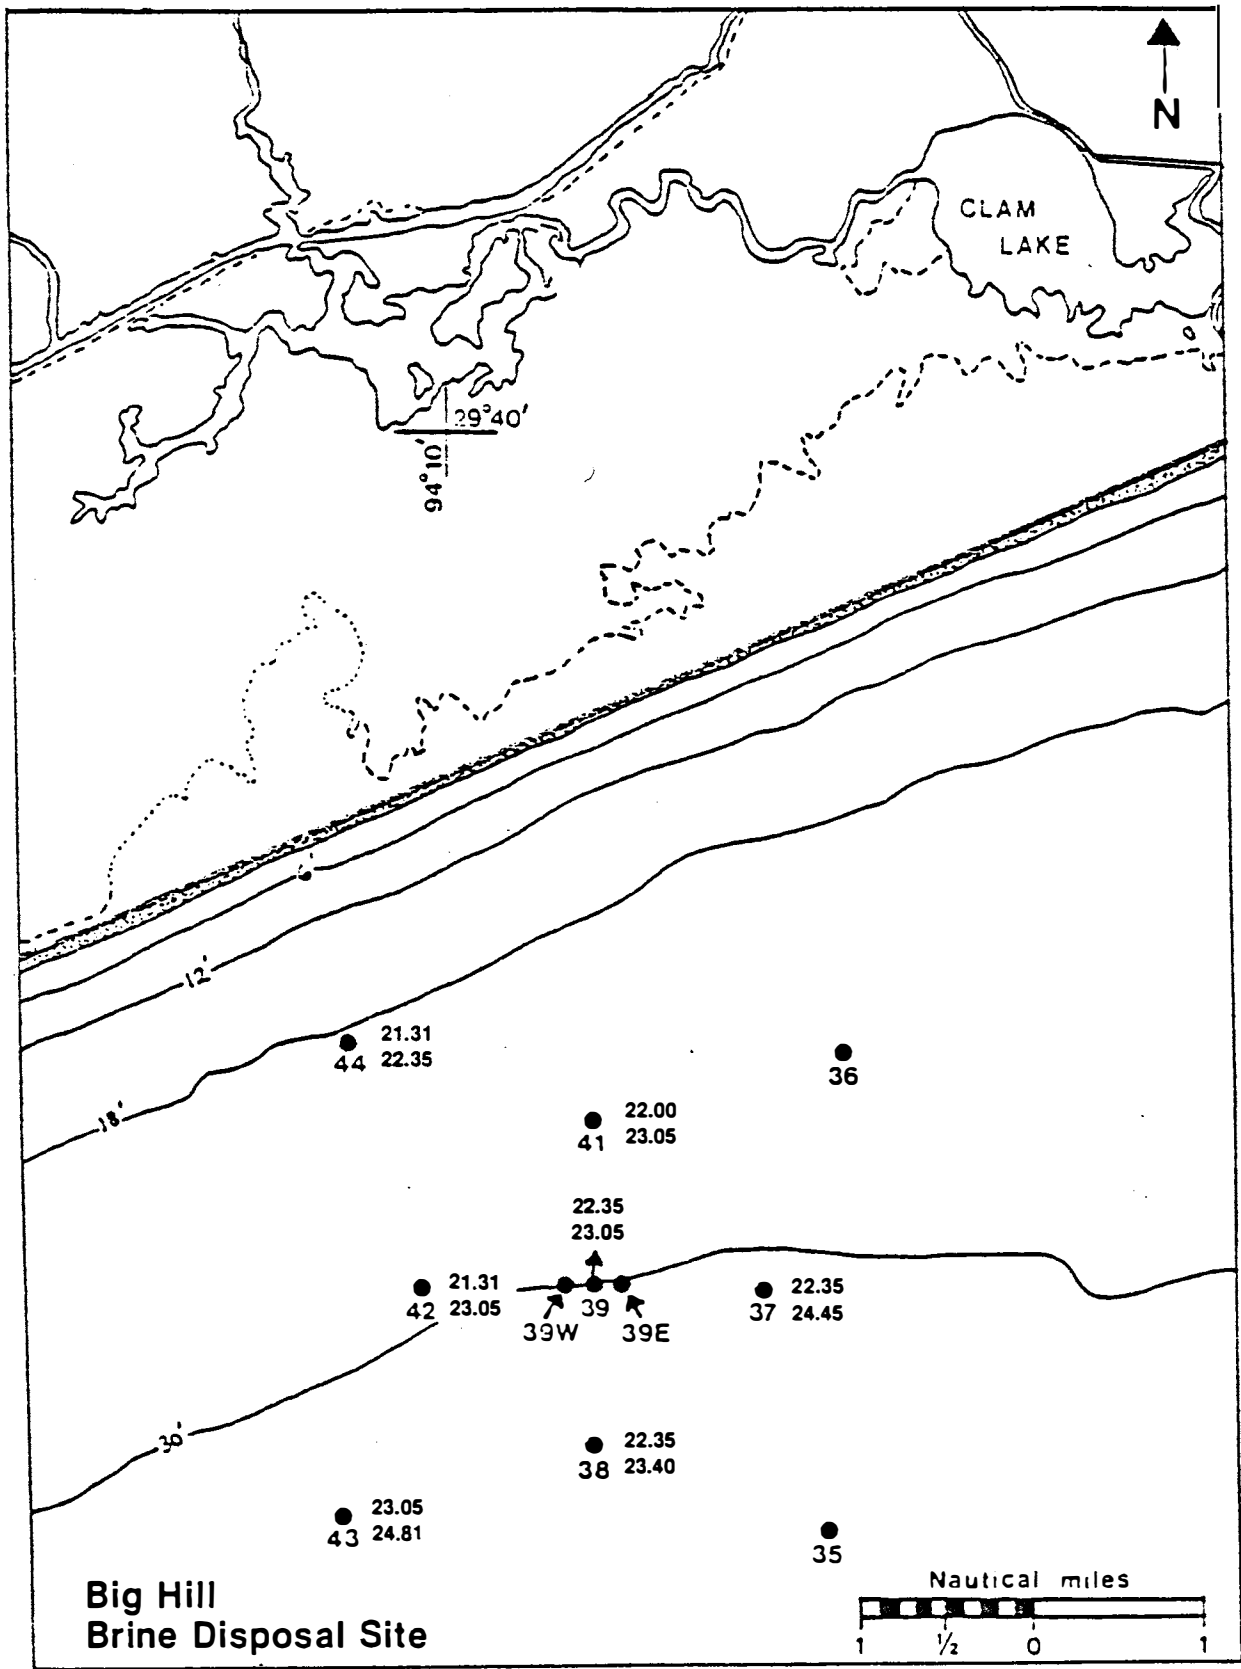 N
CLAM
LAKE
29°40'
94°10'
12'
18'
21.31
44 22.35
36
22.00
41 23.05
22.35
23.05
21.31
42 23.05
39
39W
39E
22.35
37 24.45
30'
22.35
38 23.40
23.05
43 24.81
35
Big Hill
Brine Disposal Site
Nautical miles
1 1/2 0 1